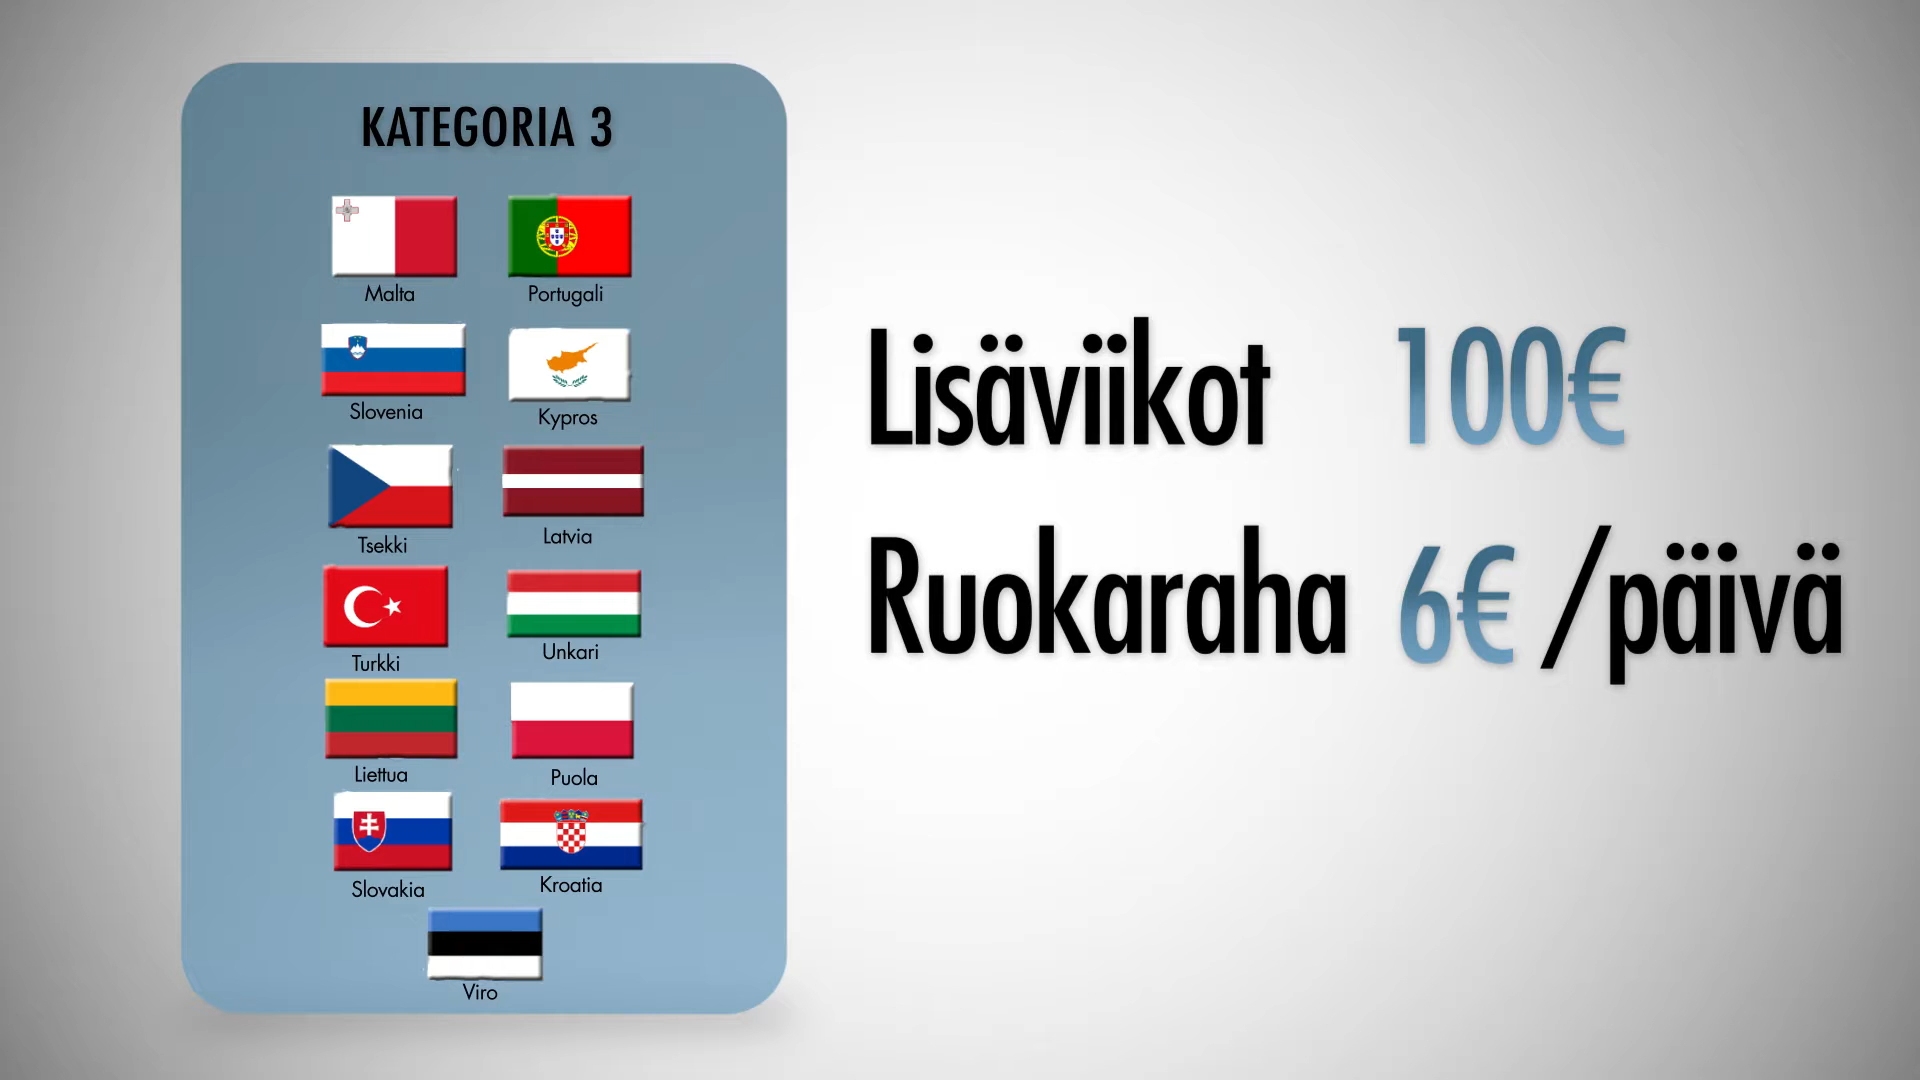 KATEGORIA 3
Malta Portugali
Slovenia Kypros
Tsekki Latvia
Turkki Unkari
Liettua Puola
Slovakia Kroatia
Viro
Lisäviikot 100€
Ruokaraha 6€ /päivä